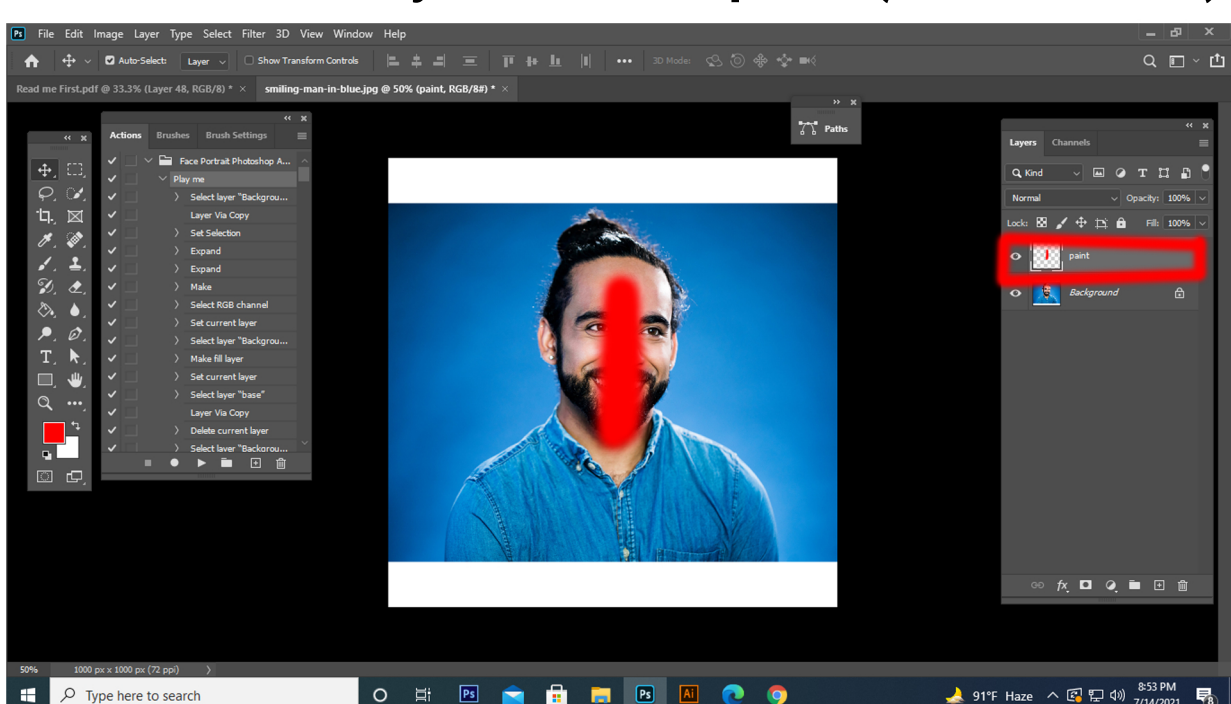 Ps File Edit Image Layer Type Select Filter 3D View Window Help
Auto-Select: Layer Show Transform Controls 3D Mode:
Read me First.pdf @ 33.3% (Layer 48, RGB/8) * × smiling-man-in-blue.jpg @ 50% (paint, RGB/8#) * ×
Paths
Actions Brushes Brush Settings
Face Portrait Photoshop A...
Play me
Select layer "Backgrou...
Layer Via Copy
Set Selection
Expand
Expand
Make
Select RGB channel
Set current layer
Select layer "Backgrou...
Make fill layer
Set current layer
Select layer "base"
Layer Via Copy
Delete current layer
Select layer "Backgrou...
Layers Channels
Kind
Normal Opacity: 100%
Lock: Fill: 100%
paint
Background
50% 1000 px x 1000 px (72 ppi)
Type here to search Ps Ps Ai 91°F Haze 8:53 PM
7/14/2021